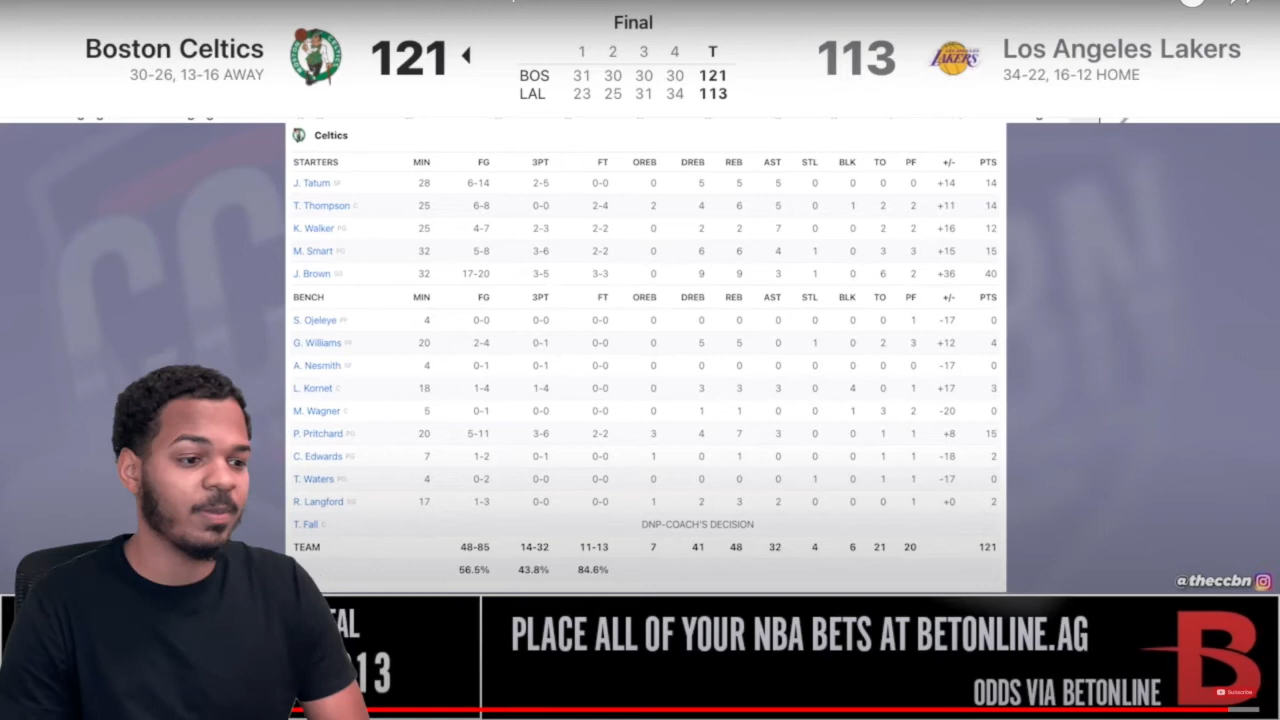 Final
Boston Celtics
30-26, 13-16 AWAY
121
113
Los Angeles Lakers
34-22, 16-12 HOME
1 2 3 4 T
BOS 31 30 30 30 121
LAL 23 25 31 34 113
Celtics
STARTERS MIN FG 3PT FT OREB DREB REB AST STL BLK TO PF +/- PTS
J. Tatum SF 28 6-14 2-5 0-0 0 5 5 5 0 0 0 0 +14 14
T. Thompson C 25 6-8 0-0 2-4 2 4 6 5 0 1 2 2 +11 14
K. Walker PG 25 4-7 2-3 2-2 0 2 2 7 0 0 2 2 +16 12
M. Smart PG 32 5-8 3-6 2-2 0 6 6 4 1 0 3 3 +15 15
J. Brown SG 32 17-20 3-5 3-3 0 9 9 3 1 0 6 2 +36 40
BENCH MIN FG 3PT FT OREB DREB REB AST STL BLK TO PF +/- PTS
S. Ojeleye PF 4 0-0 0-0 0-0 0 0 0 0 0 0 0 1 -17 0
G. Williams PF 20 2-4 0-1 0-0 0 5 5 0 1 0 2 3 +12 4
A. Nesmith SF 4 0-1 0-1 0-0 0 0 0 0 0 0 0 0 -17 0
L. Kornet C 18 1-4 1-4 0-0 0 3 3 3 0 4 0 1 +17 3
M. Wagner C 5 0-1 0-0 0-0 0 1 1 0 0 1 3 2 -20 0
P. Pritchard PG 20 5-11 3-6 2-2 3 4 7 3 0 0 1 1 +8 15
C. Edwards PG 7 1-2 0-1 0-0 1 0 1 0 0 0 1 1 -18 2
T. Waters PG 4 0-2 0-0 0-0 0 0 0 0 1 0 1 1 -17 0
R. Langford SG 17 1-3 0-0 0-0 1 2 3 2 0 0 0 1 +0 2
T. Fall C DNP-COACH'S DECISION
TEAM 48-85 14-32 11-13 7 41 48 32 4 6 21 20 121
56.5% 43.8% 84.6%
@theccbn
PLACE ALL OF YOUR NBA BETS AT BETONLINE.AG
ODDS VIA BETONLINE
B
Subscribe